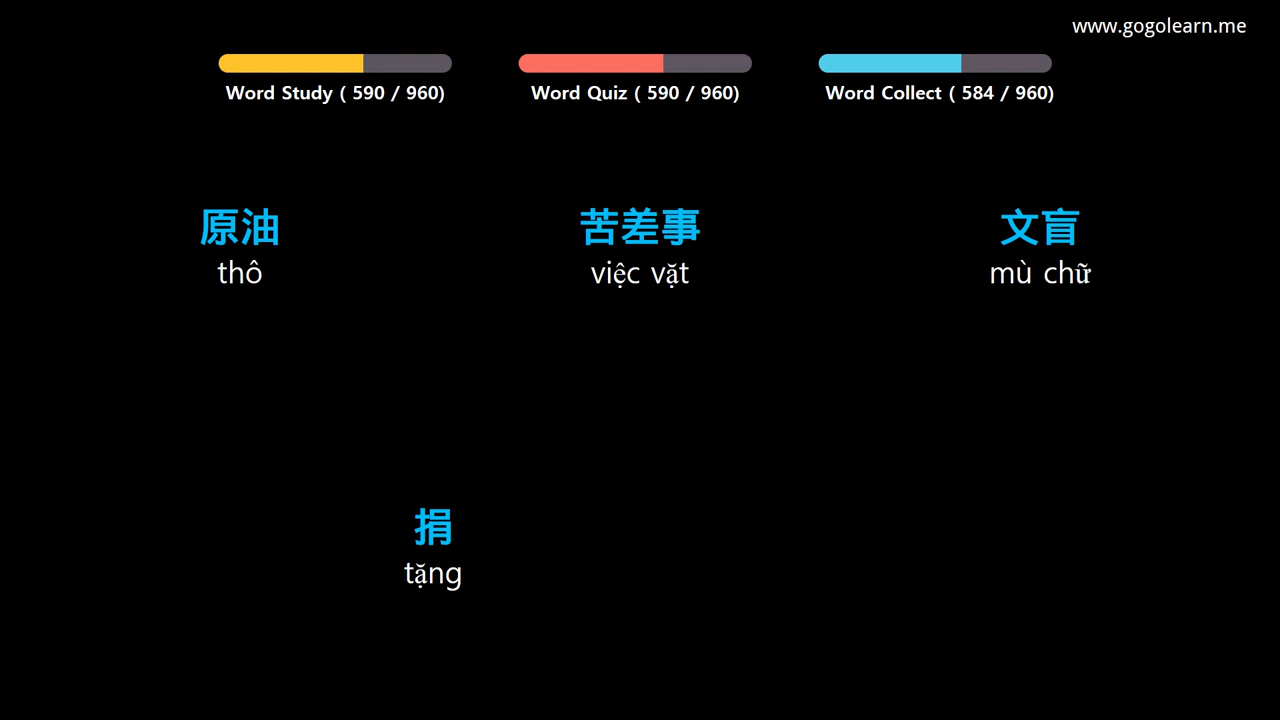 www.gogolearn.me
Word Study ( 590 / 960)
Word Quiz ( 590 / 960)
Word Collect ( 584 / 960)
原油
thô
苦差事
việc vặt
文盲
mù chữ
捐
tặng